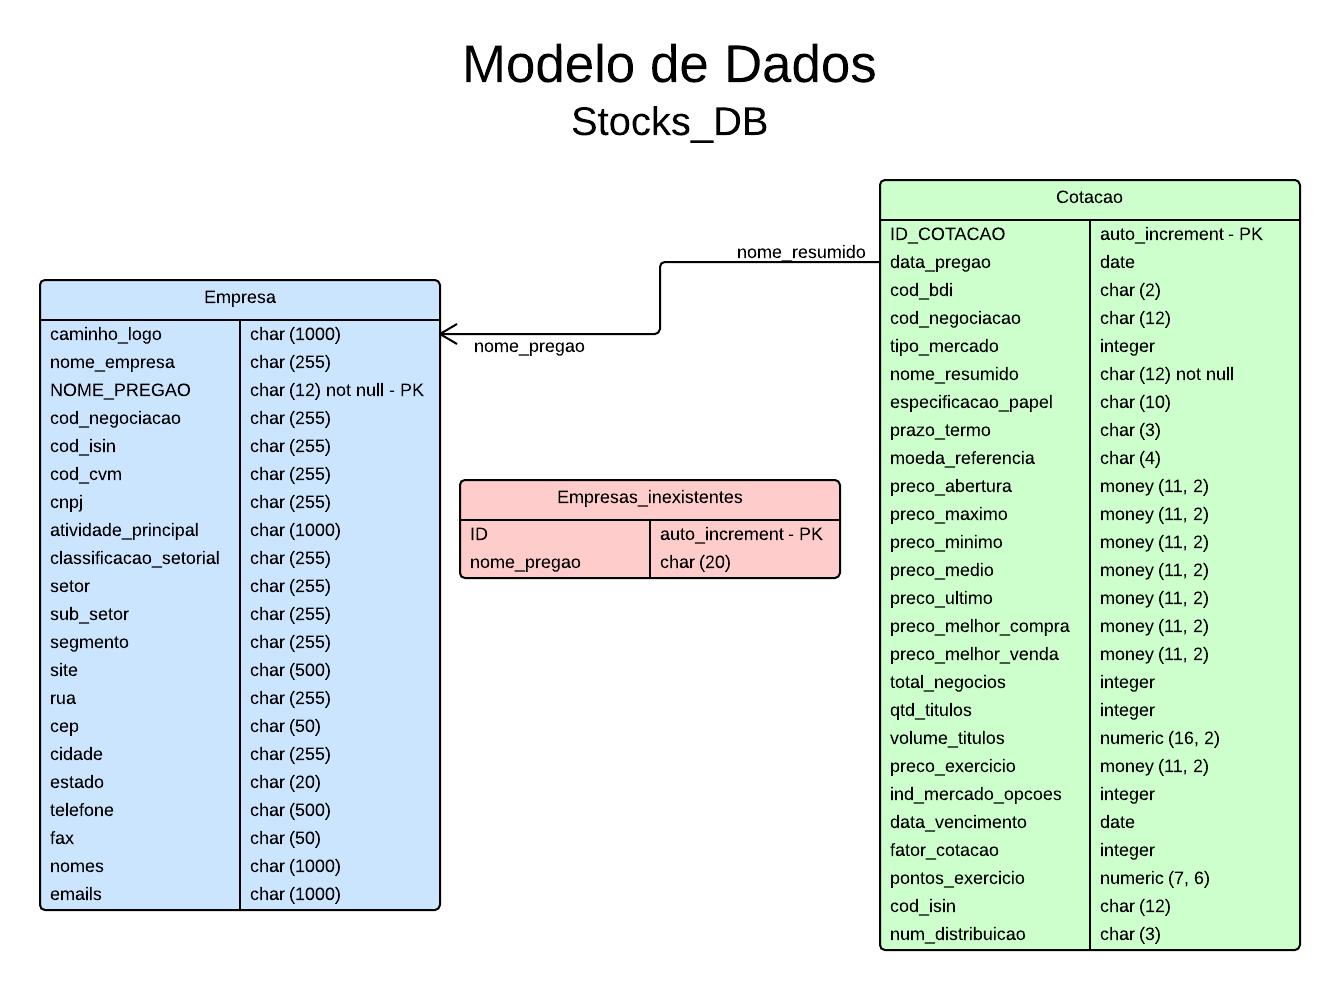 Modelo de Dados
Stocks_DB
Empresa
caminho_logo char (1000)
nome_empresa char (255)
NOME_PREGAO char (12) not null - PK
cod_negociacao char (255)
cod_isin char (255)
cod_cvm char (255)
cnpj char (255)
atividade_principal char (1000)
classificacao_setorial char (255)
setor char (255)
sub_setor char (255)
segmento char (255)
site char (500)
rua char (255)
cep char (50)
cidade char (255)
estado char (20)
telefone char (500)
fax char (50)
nomes char (1000)
emails char (1000)
nome_resumido
nome_pregao
Empresas_inexistentes
ID auto_increment - PK
nome_pregao char (20)
Cotacao
ID_COTACAO auto_increment - PK
data_pregao date
cod_bdi char (2)
cod_negociacao char (12)
tipo_mercado integer
nome_resumido char (12) not null
especificacao_papel char (10)
prazo_termo char (3)
moeda_referencia char (4)
preco_abertura money (11, 2)
preco_maximo money (11, 2)
preco_minimo money (11, 2)
preco_medio money (11, 2)
preco_ultimo money (11, 2)
preco_melhor_compra money (11, 2)
preco_melhor_venda money (11, 2)
total_negocios integer
qtd_titulos integer
volume_titulos numeric (16, 2)
preco_exercicio money (11, 2)
ind_mercado_opcoes integer
data_vencimento date
fator_cotacao integer
pontos_exercicio numeric (7, 6)
cod_isin char (12)
num_distribuicao char (3)